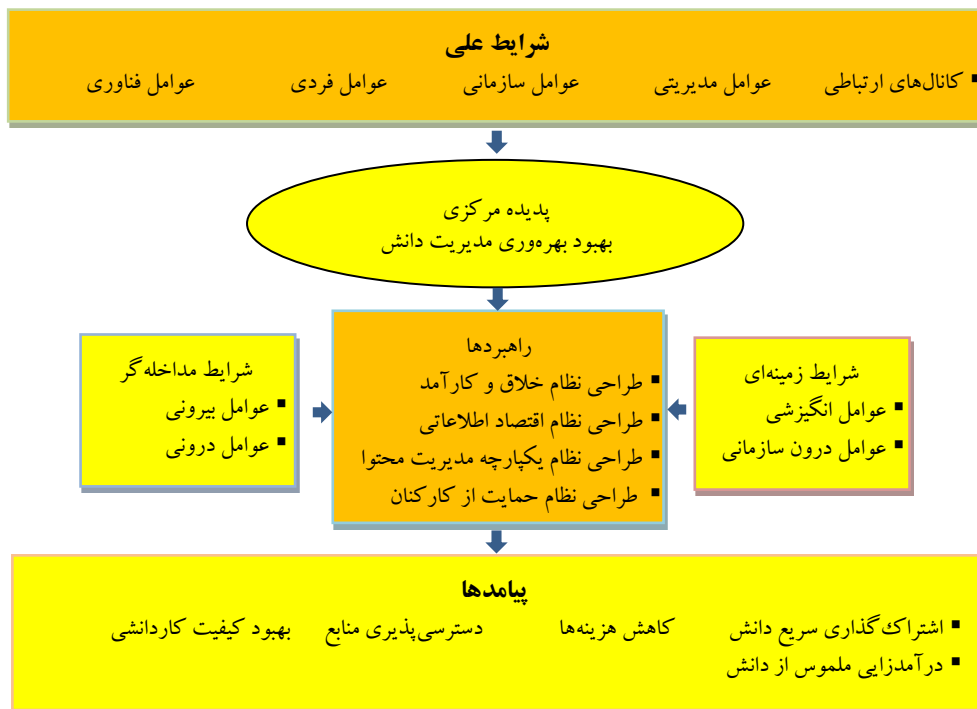 شرایط علی
▪ کانال‌های ارتباطی عوامل مدیریتی عوامل سازمانی عوامل فردی عوامل فناوری
پدیده مرکزی
بهبود بهره‌وری مدیریت دانش
راهبردها
▪ طراحی نظام خلاق و کارآمد
▪ طراحی نظام اقتصاد اطلاعاتی
▪ طراحی نظام یکپارچه مدیریت محتوا
▪ طراحی نظام حمایت از کارکنان
شرایط زمینه‌ای
▪ عوامل انگیزشی
▪ عوامل درون سازمانی
شرایط مداخله‌گر
▪ عوامل بیرونی
▪ عوامل درونی
پیامدها
▪ اشتراک‌گذاری سریع دانش کاهش هزینه‌ها دسترسی‌پذیری منابع بهبود کیفیت کاردانشی
▪ درآمدزایی ملموس از دانش